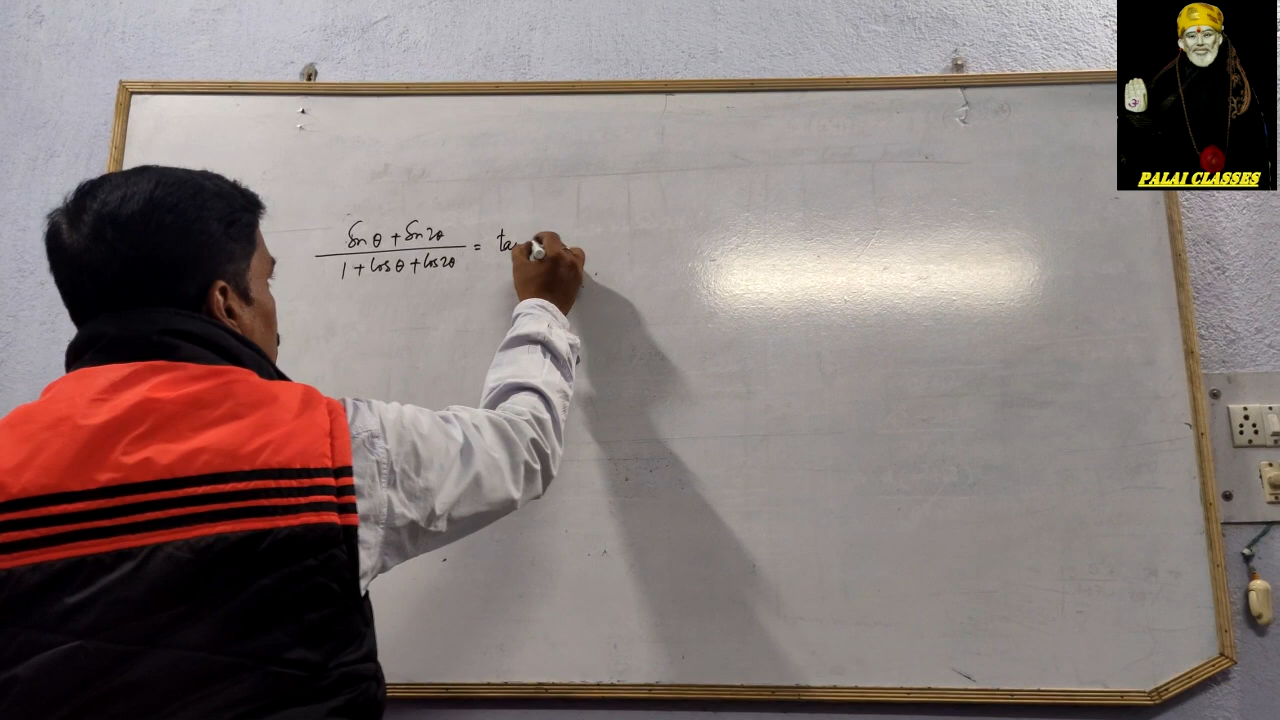 PALAI CLASSES
Sin θ + Sin 2θ
1 + Cos θ + Cos 2θ
= ta